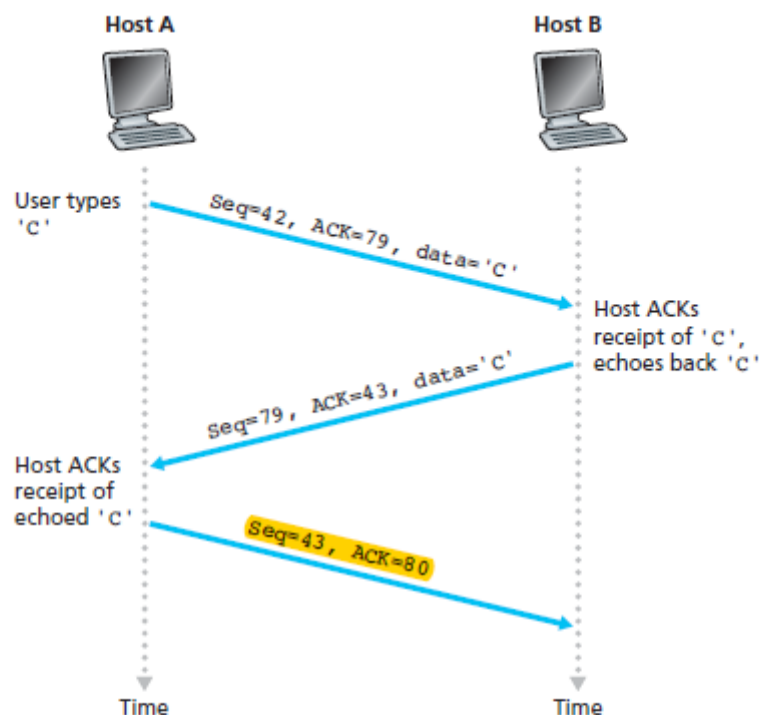 Host A
Host B
User types
'C'
Seq=42, ACK=79, data='C'
Host ACKs
receipt of 'C',
echoes back 'C'
Seq=79, ACK=43, data='C'
Host ACKs
receipt of
echoed 'C'
Seq=43, ACK=80
Time
Time